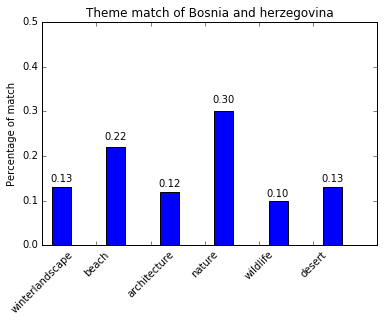 Theme match of Bosnia and herzegovina
Percentage of match
0.5
0.4
0.3
0.2
0.1
0.0
0.13
0.22
0.12
0.30
0.10
0.13
winterlandscape
beach
architecture
nature
wildlife
desert